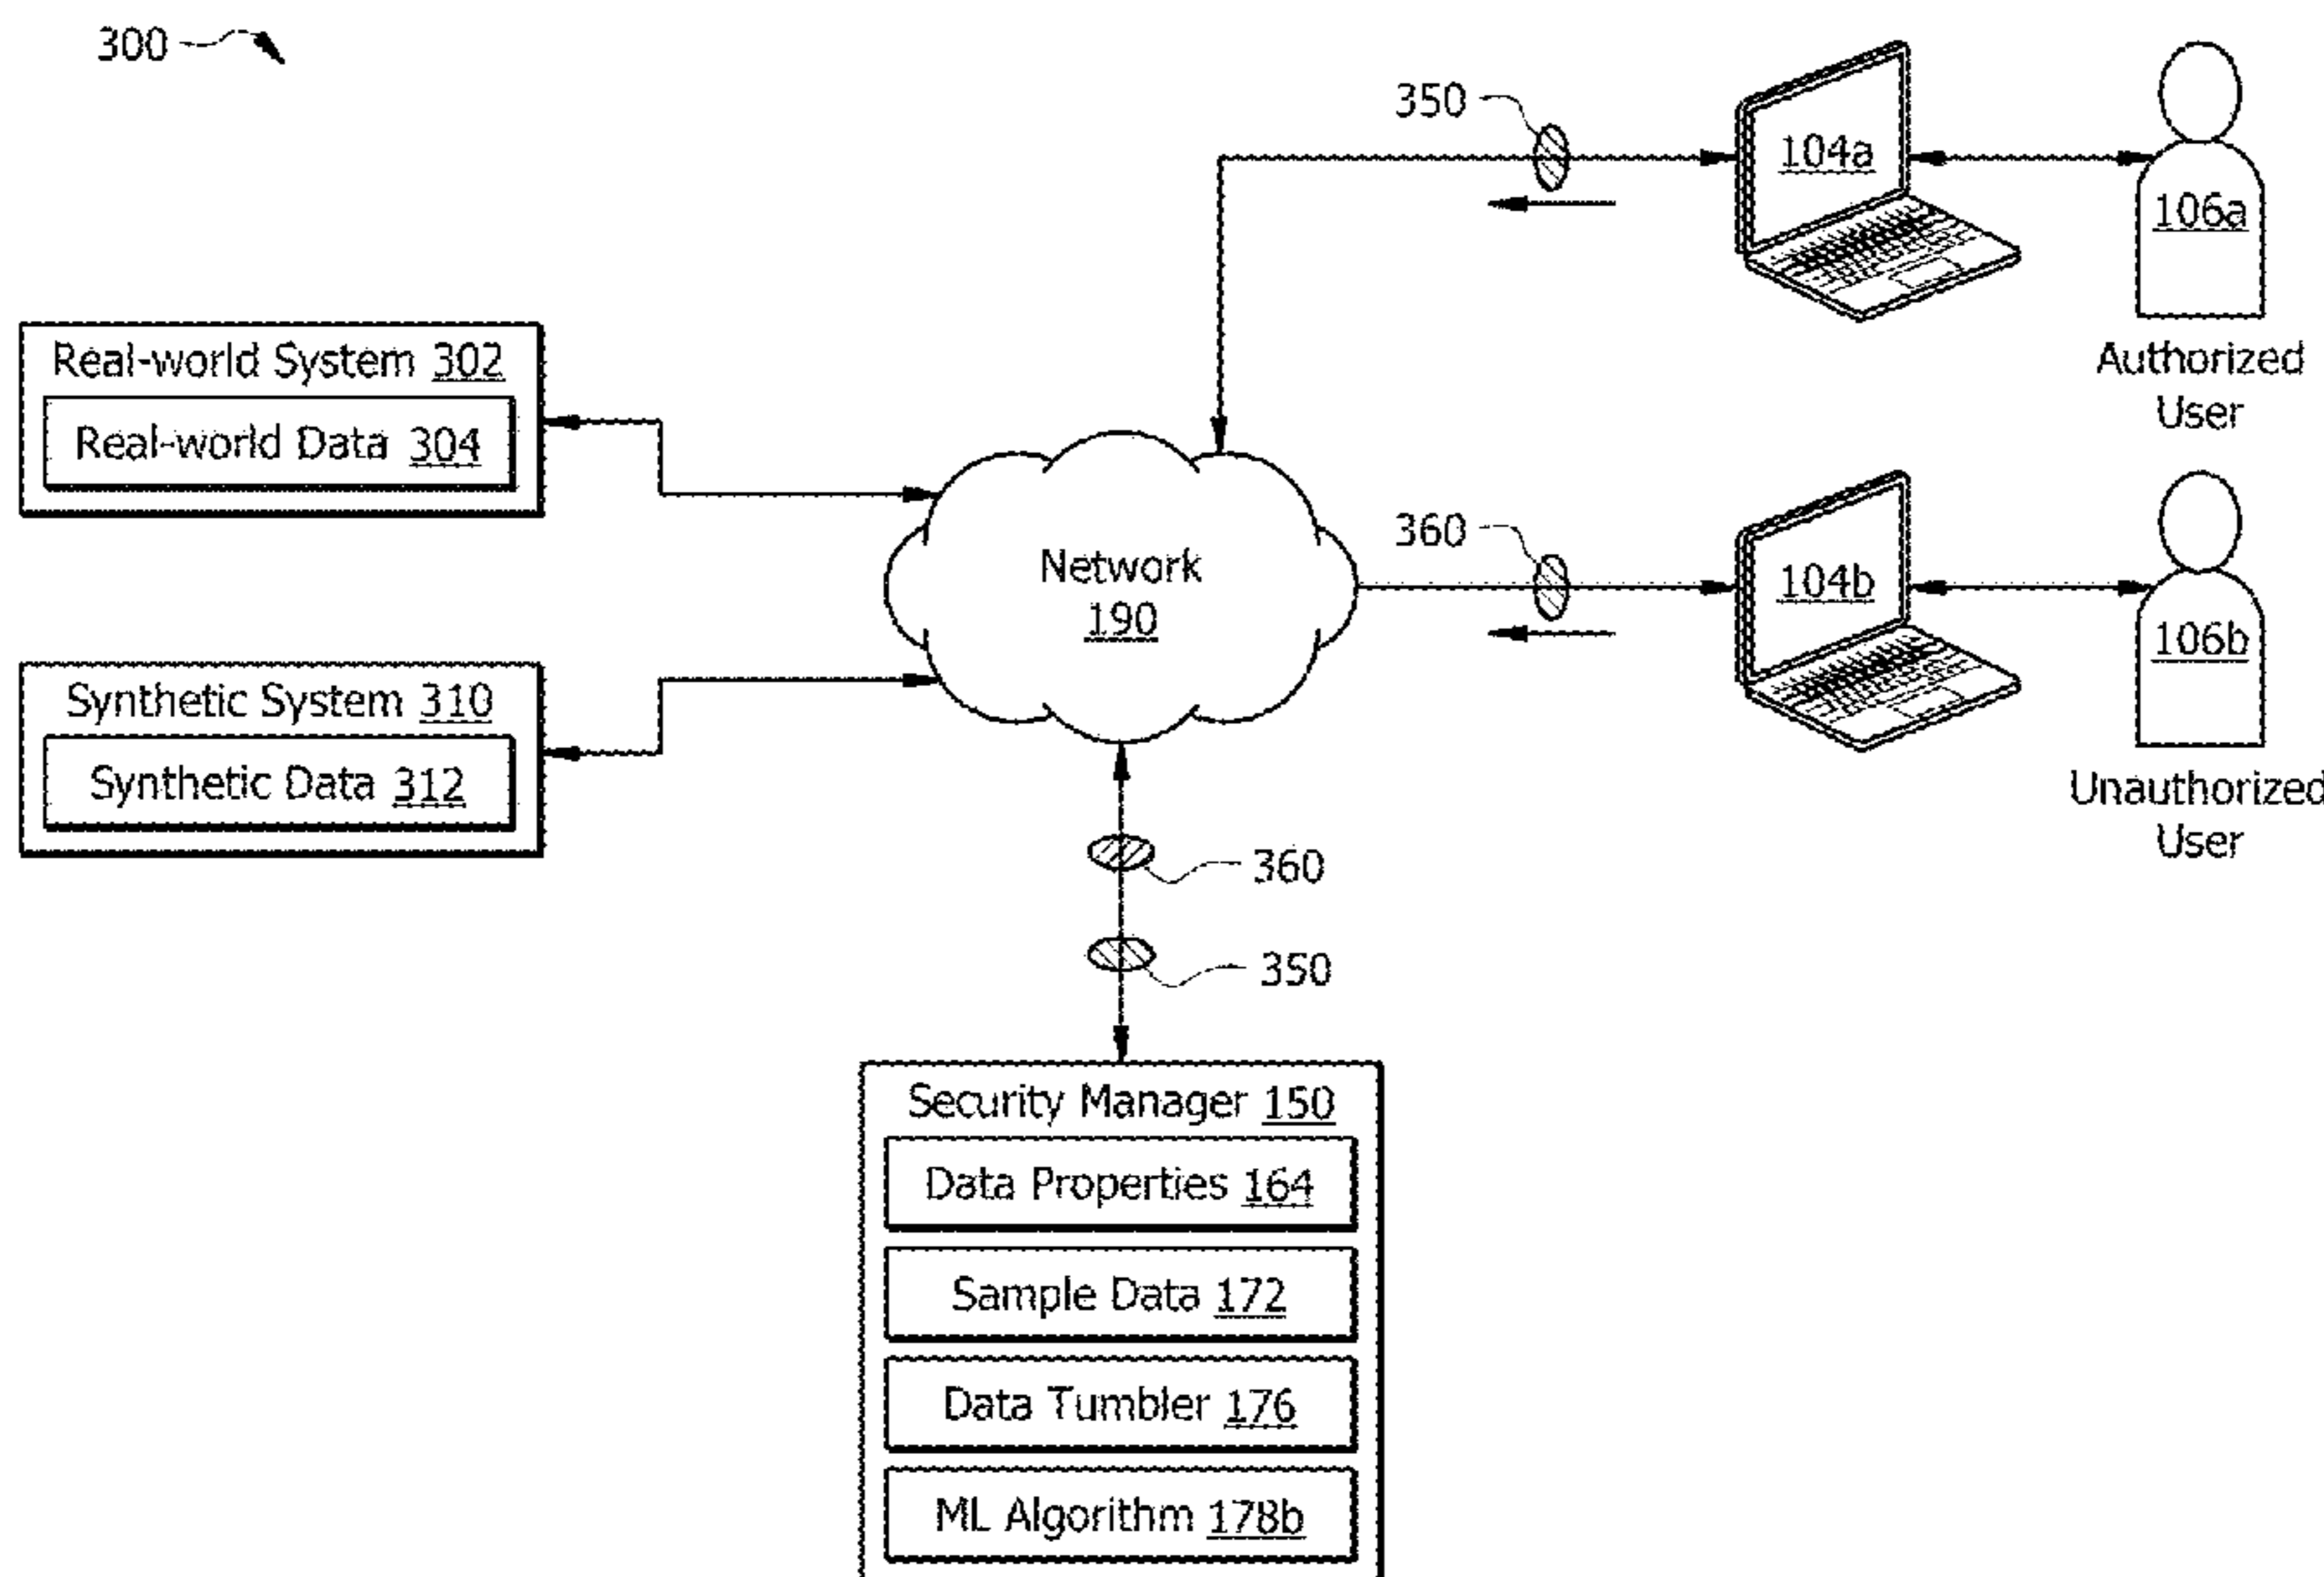 300
350
104a
106a
Authorized
User
Real-world System 302
Real-world Data 304
Network
190
360
104b
106b
Unauthorized
User
Synthetic System 310
Synthetic Data 312
360
350
Security Manager 150
Data Properties 164
Sample Data 172
Data Tumbler 176
ML Algorithm 178b